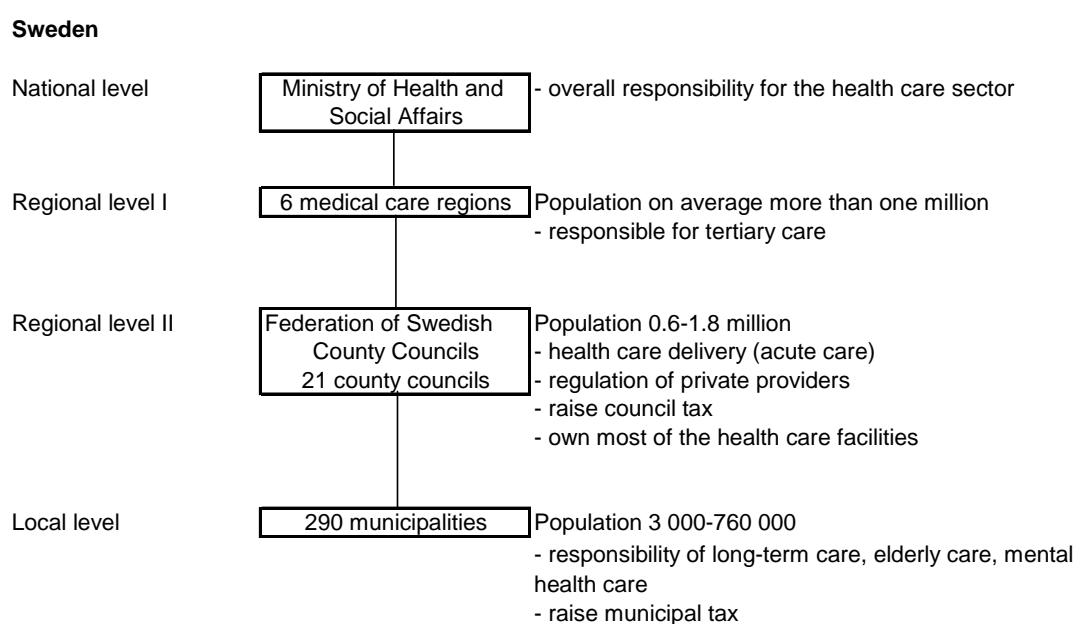 Sweden
National level
Ministry of Health and
Social Affairs
- overall responsibility for the health care sector
Regional level I
6 medical care regions
Population on average more than one million
- responsible for tertiary care
Regional level II
Federation of Swedish
County Councils
21 county councils
Population 0.6-1.8 million
- health care delivery (acute care)
- regulation of private providers
- raise council tax
- own most of the health care facilities
Local level
290 municipalities
Population 3 000-760 000
- responsibility of long-term care, elderly care, mental
health care
- raise municipal tax